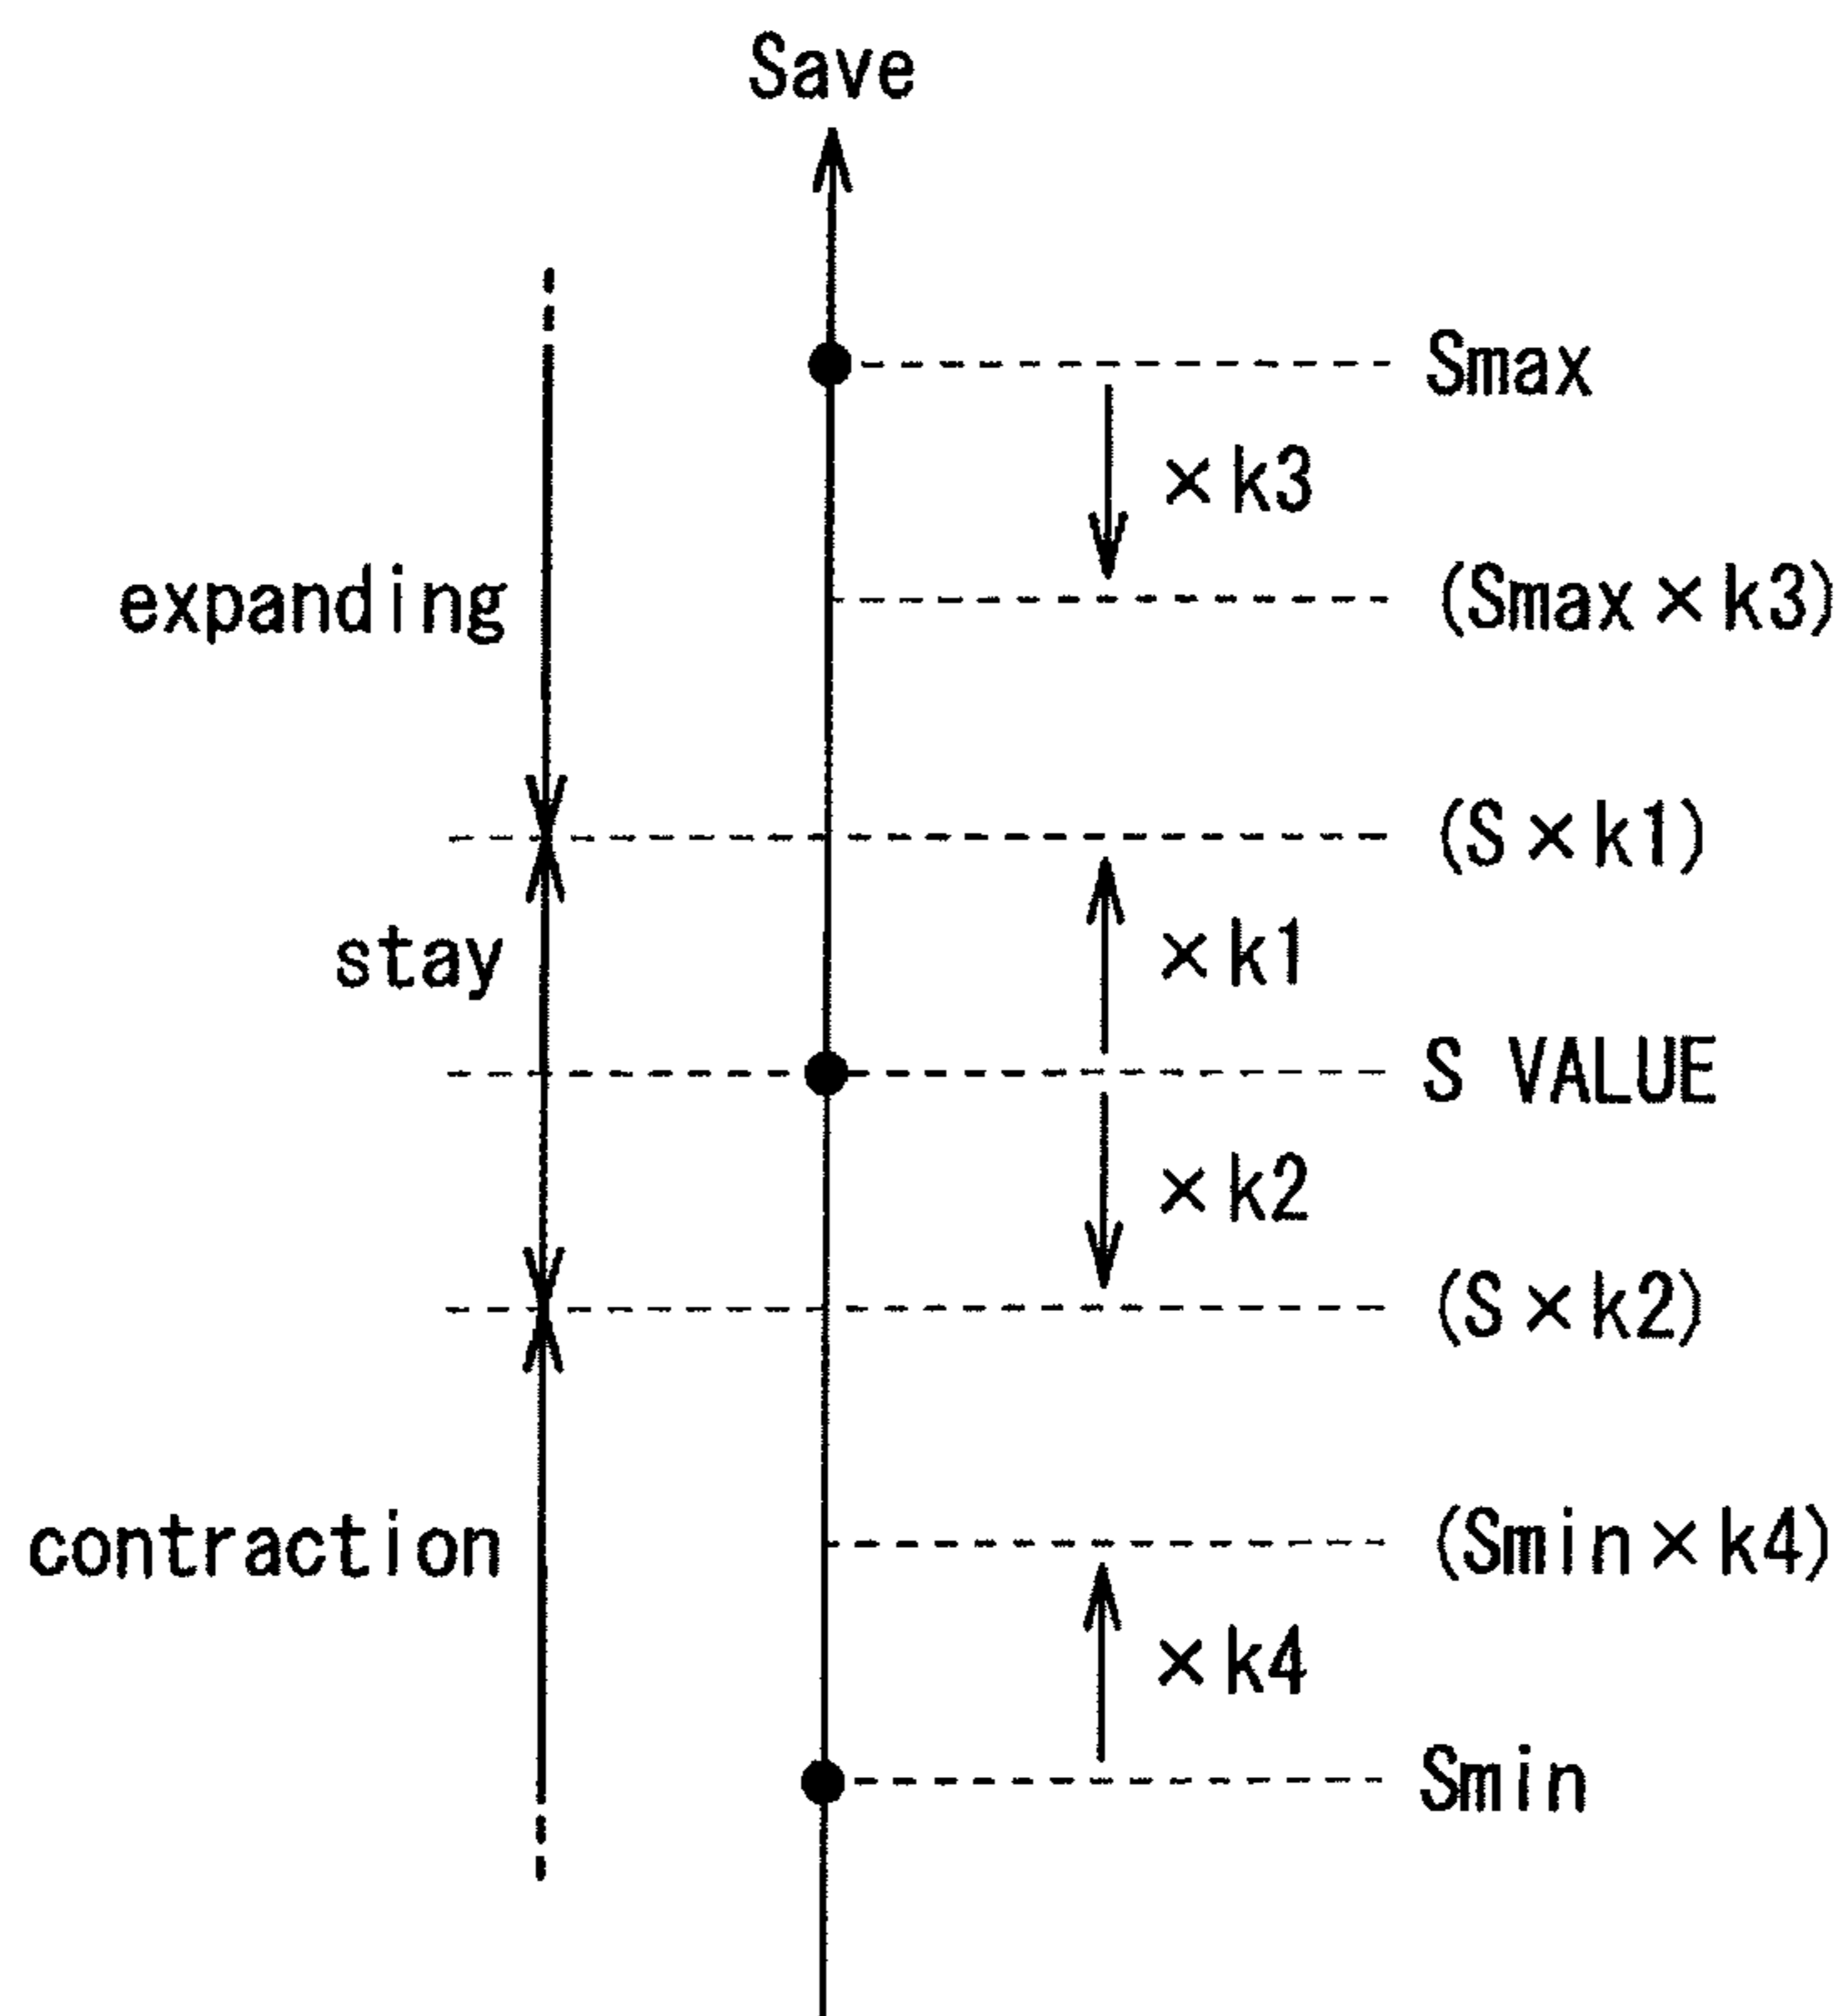 Save
Smax
×k3
expanding
(Smax×k3)
(S×k1)
stay
×k1
S VALUE
×k2
(S×k2)
contraction
(Smin×k4)
×k4
Smin